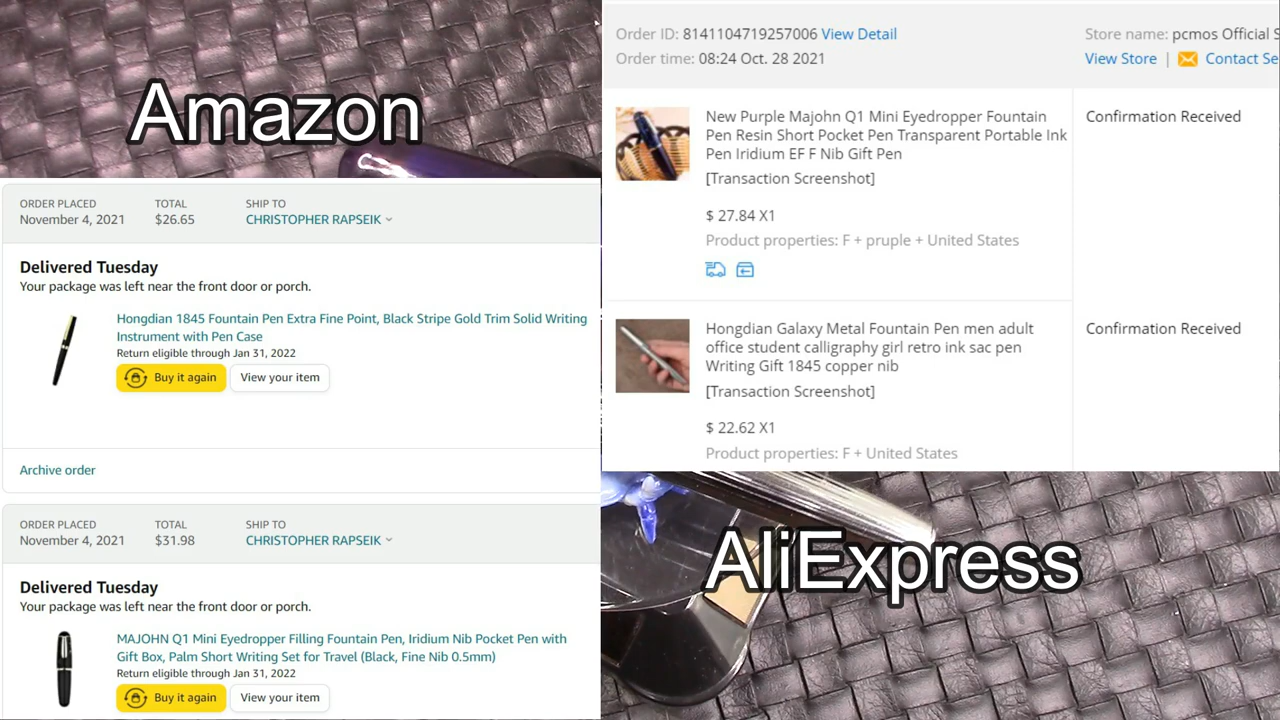 Amazon
ORDER PLACED TOTAL SHIP TO
November 4, 2021 $26.65 CHRISTOPHER RAPSEIK
Delivered Tuesday
Your package was left near the front door or porch.
Hongdian 1845 Fountain Pen Extra Fine Point, Black Stripe Gold Trim Solid Writing
Instrument with Pen Case
Return eligible through Jan 31, 2022
Buy it again View your item
Archive order
ORDER PLACED TOTAL SHIP TO
November 4, 2021 $31.98 CHRISTOPHER RAPSEIK
Delivered Tuesday
Your package was left near the front door or porch.
MAJOHN Q1 Mini Eyedropper Filling Fountain Pen, Iridium Nib Pocket Pen with
Gift Box, Palm Short Writing Set for Travel (Black, Fine Nib 0.5mm)
Return eligible through Jan 31, 2022
Buy it again View your item
Order ID: 8141104719257006 View Detail Store name: pcmos Official S
Order time: 08:24 Oct. 28 2021 View Store | Contact Se
New Purple Majohn Q1 Mini Eyedropper Fountain Confirmation Received
Pen Resin Short Pocket Pen Transparent Portable Ink
Pen Iridium EF F Nib Gift Pen
[Transaction Screenshot]
$ 27.84 X1
Product properties: F + pruple + United States
Hongdian Galaxy Metal Fountain Pen men adult Confirmation Received
office student calligraphy girl retro ink sac pen
Writing Gift 1845 copper nib
[Transaction Screenshot]
$ 22.62 X1
Product properties: F + United States
AliExpress